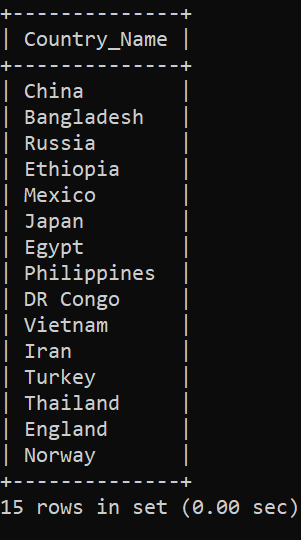 +--------------+
| Country_Name |
+--------------+
| China        |
| Bangladesh   |
| Russia       |
| Ethiopia     |
| Mexico       |
| Japan        |
| Egypt        |
| Philippines  |
| DR Congo     |
| Vietnam      |
| Iran         |
| Turkey       |
| Thailand     |
| England      |
| Norway       |
+--------------+
15 rows in set (0.00 sec)